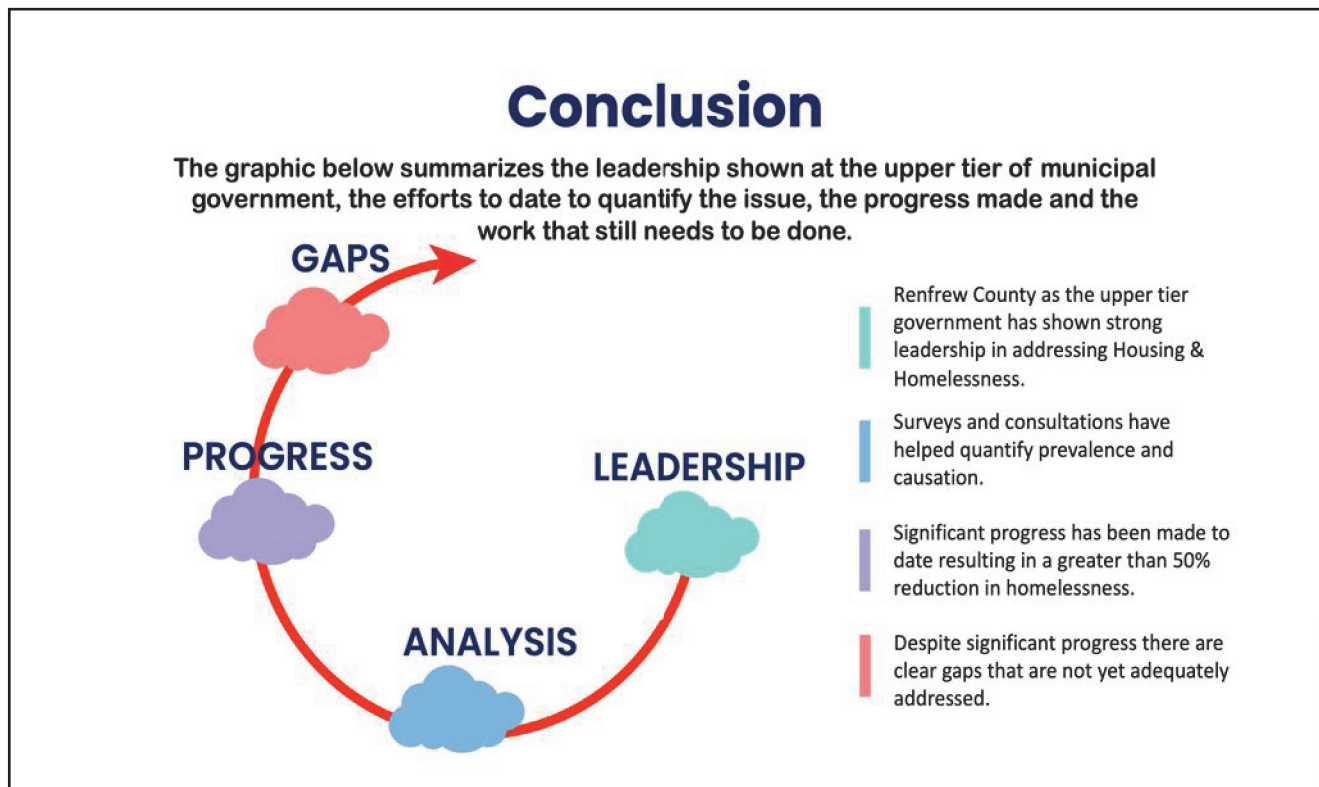 Conclusion
The graphic below summarizes the leadership shown at the upper tier of municipal
government, the efforts to date to quantify the issue, the progress made and the
work that still needs to be done.
GAPS
PROGRESS
ANALYSIS
LEADERSHIP
Renfrew County as the upper tier
government has shown strong
leadership in addressing Housing &
Homelessness.
Surveys and consultations have
helped quantify prevalence and
causation.
Significant progress has been made to
date resulting in a greater than 50%
reduction in homelessness.
Despite significant progress there are
clear gaps that are not yet adequately
addressed.